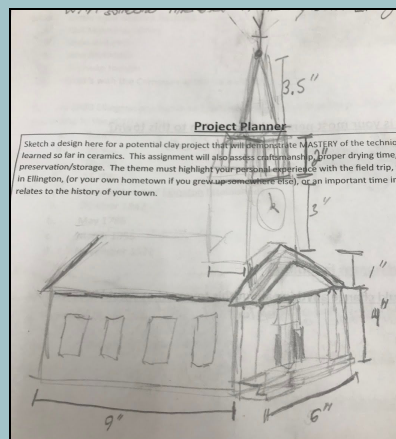 3.5"
Project Planner
Sketch a design here for a potential clay project that will demonstrate MASTERY of the technic
learned so far in ceramics. This assignment will also assess craftsmanship, proper drying time,
preservation/storage. The theme must highlight your personal experience with the field trip,
in Ellington, (or your own hometown if you grew up somewhere else), or an important time in
relates to the history of your town.
3"
1"
4"
9"
6"